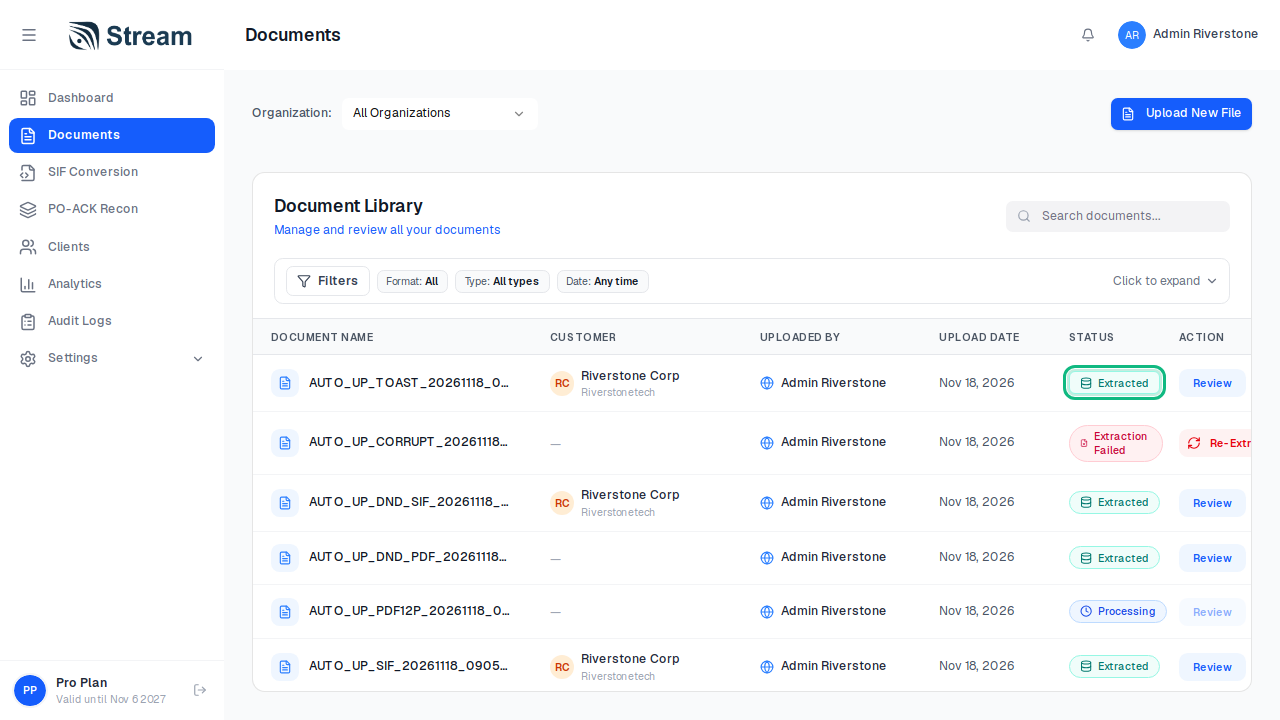 Stream
Documents
AR
Admin Riverstone
Dashboard
Documents
SIF Conversion
PO-ACK Recon
Clients
Analytics
Audit Logs
Settings
PP
Pro Plan
Valid until Nov 6 2027
Organization:
All Organizations
Upload New File
Document Library
Manage and review all your documents
Search documents...
Filters
Format: All
Type: All types
Date: Any time
Click to expand
DOCUMENT NAME CUSTOMER UPLOADED BY UPLOAD DATE STATUS ACTION
AUTO_UP_TOAST_20261118_0... RC Riverstone Corp Admin Riverstone Nov 18, 2026 Extracted Review
Riverstonetech
AUTO_UP_CORRUPT_20261118... — Admin Riverstone Nov 18, 2026 Extraction Failed Re-Extr
AUTO_UP_DND_SIF_20261118_... RC Riverstone Corp Admin Riverstone Nov 18, 2026 Extracted Review
Riverstonetech
AUTO_UP_DND_PDF_20261118... — Admin Riverstone Nov 18, 2026 Extracted Review
AUTO_UP_PDF12P_20261118_0... — Admin Riverstone Nov 18, 2026 Processing Review
AUTO_UP_SIF_20261118_0905... RC Riverstone Corp Admin Riverstone Nov 18, 2026 Extracted Review
Riverstonetech